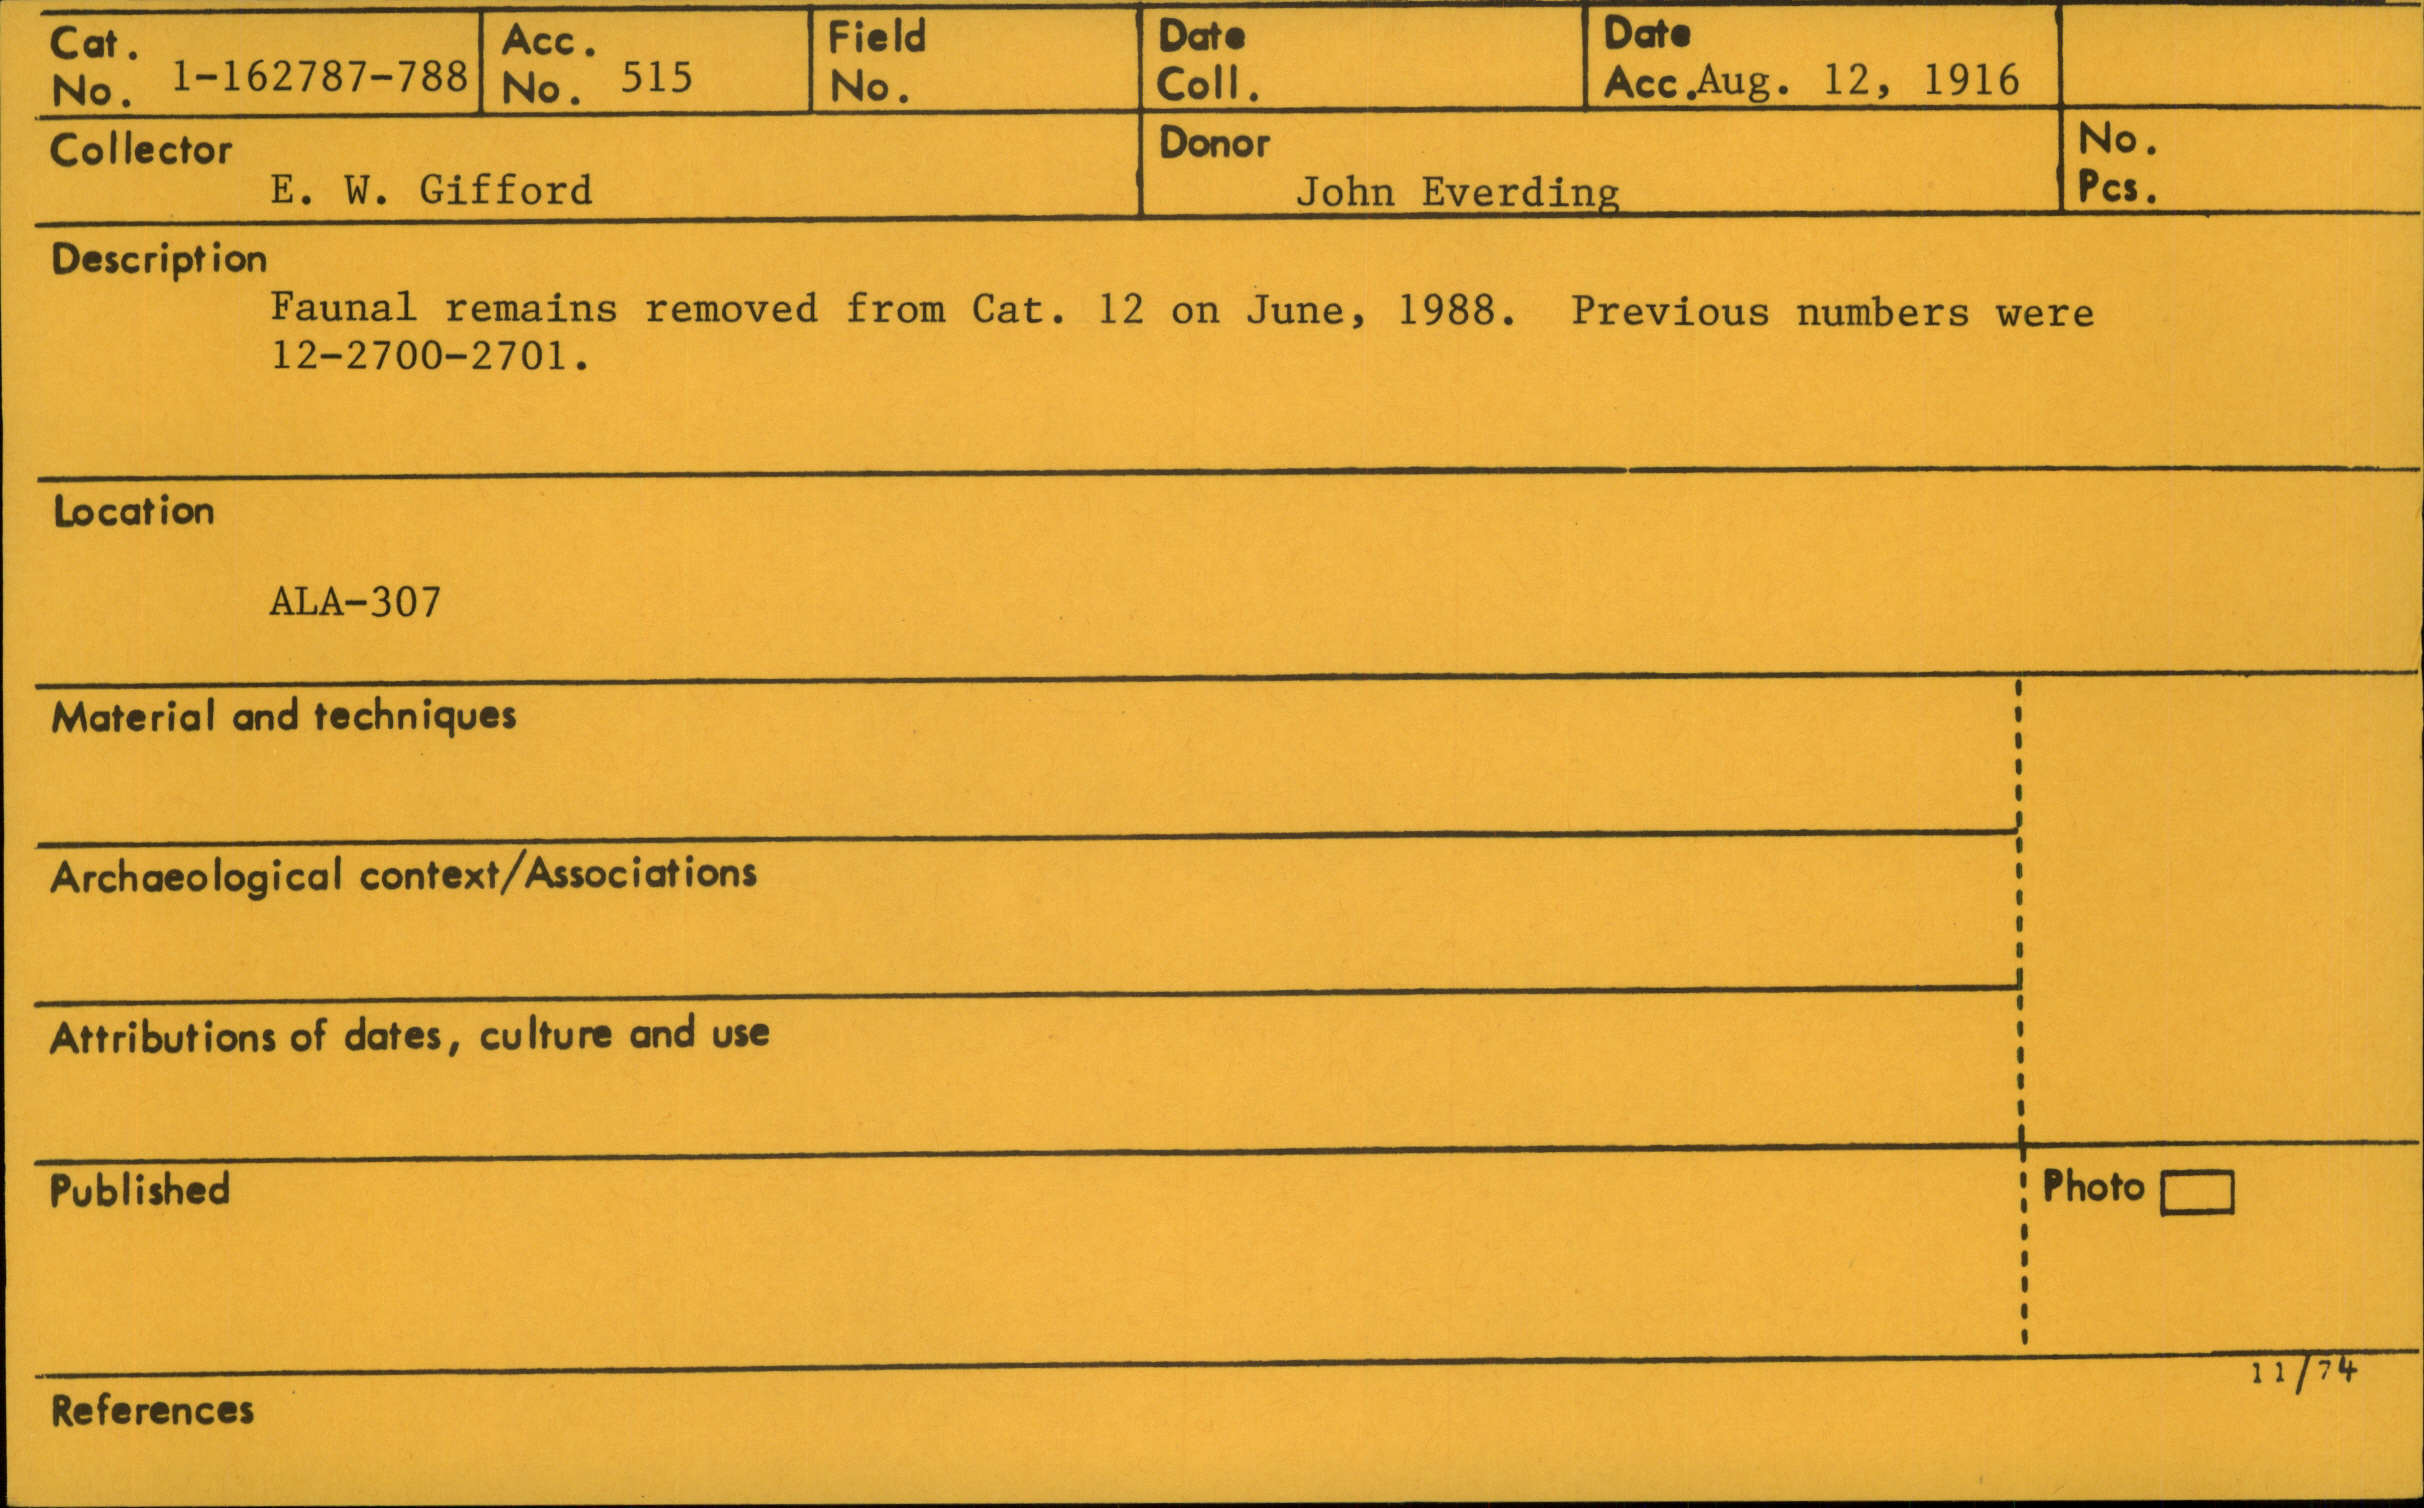 Cat. No. 1-162787-788
Acc. No. 515
Field No.
Date Coll.
Date Acc. Aug. 12, 1916
Collector
E. W. Gifford
Donor
John Everding
No. Pcs.
Description
Faunal remains removed from Cat. 12 on June, 1988. Previous numbers were
12-2700-2701.
Location
ALA-307
Material and techniques
Archaeological context/Associations
Attributions of dates, culture and use
Published
Photo
11/74
References